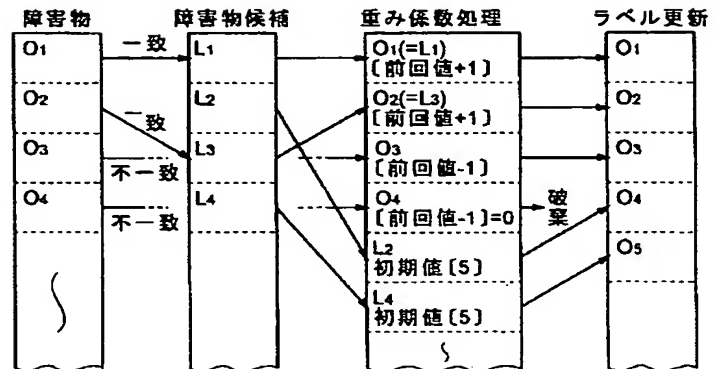 障害物 障害物候補 重み係数処理 ラベル更新
O1 一致 L1 O1(=L1) O1
[前回値+1]
O2 一致 L2 O2(=L3) O2
[前回値+1]
O3 不一致 L3 O3 O3
[前回値-1]
O4 不一致 L4 O4 破棄 O4
[前回値-1]=0
L2 O5
初期値[5]
L4
初期値[5]